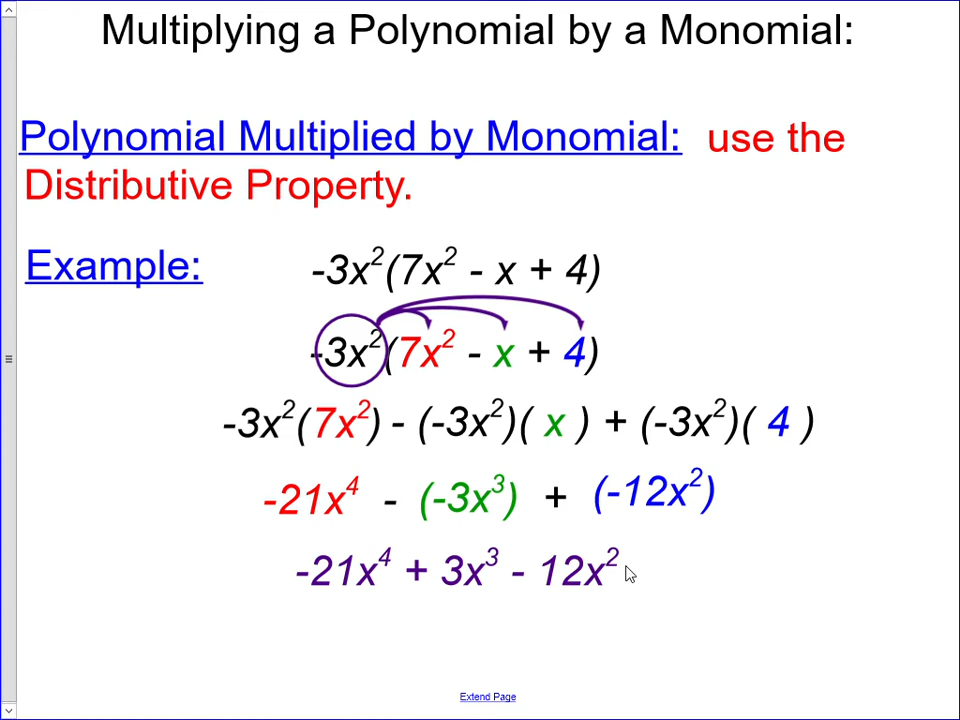 Multiplying a Polynomial by a Monomial:
Polynomial Multiplied by Monomial: use the
Distributive Property.
Example: -3x²(7x² - x + 4)
-3x²(7x² - x + 4)
-3x²(7x²) - (-3x²)( x ) + (-3x²)( 4 )
-21x⁴ - (-3x³) + (-12x²)
-21x⁴ + 3x³ - 12x²
Extend Page